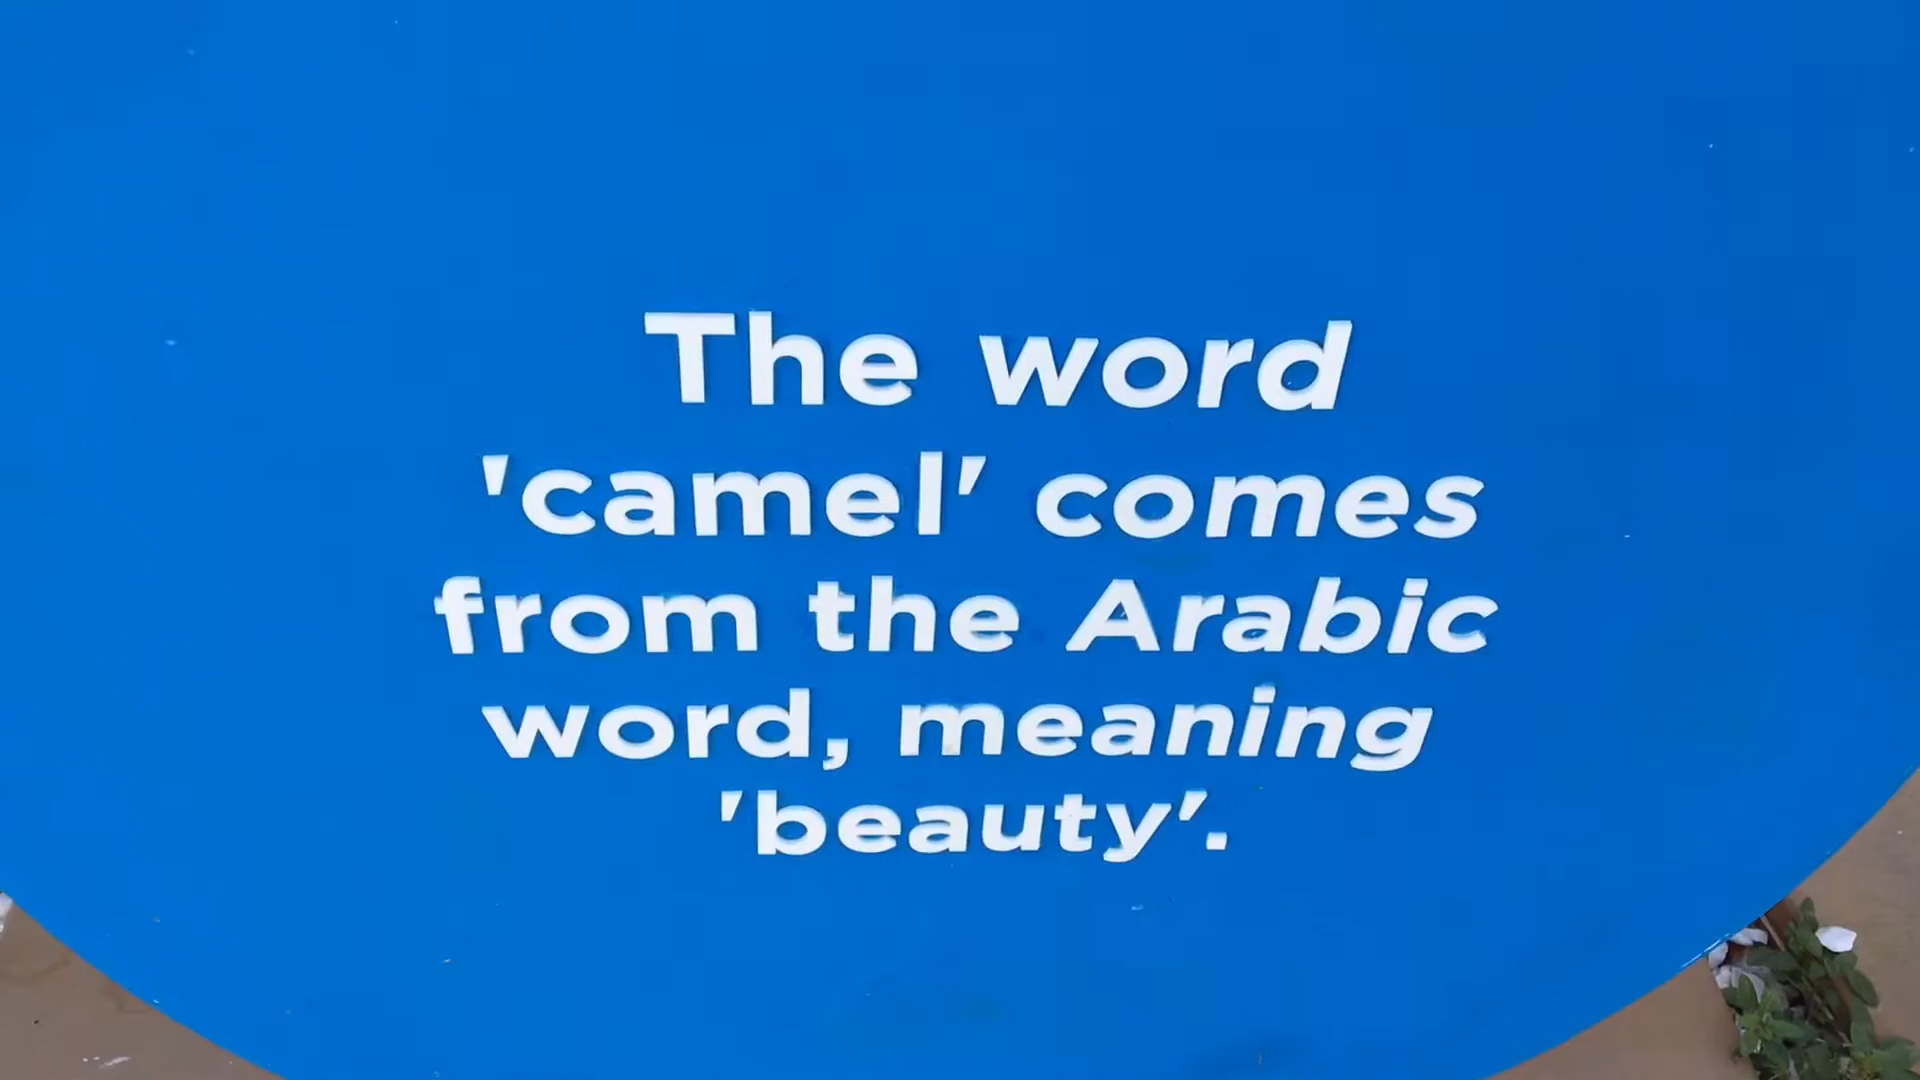 The word
'camel' comes
from the Arabic
word, meaning
'beauty'.